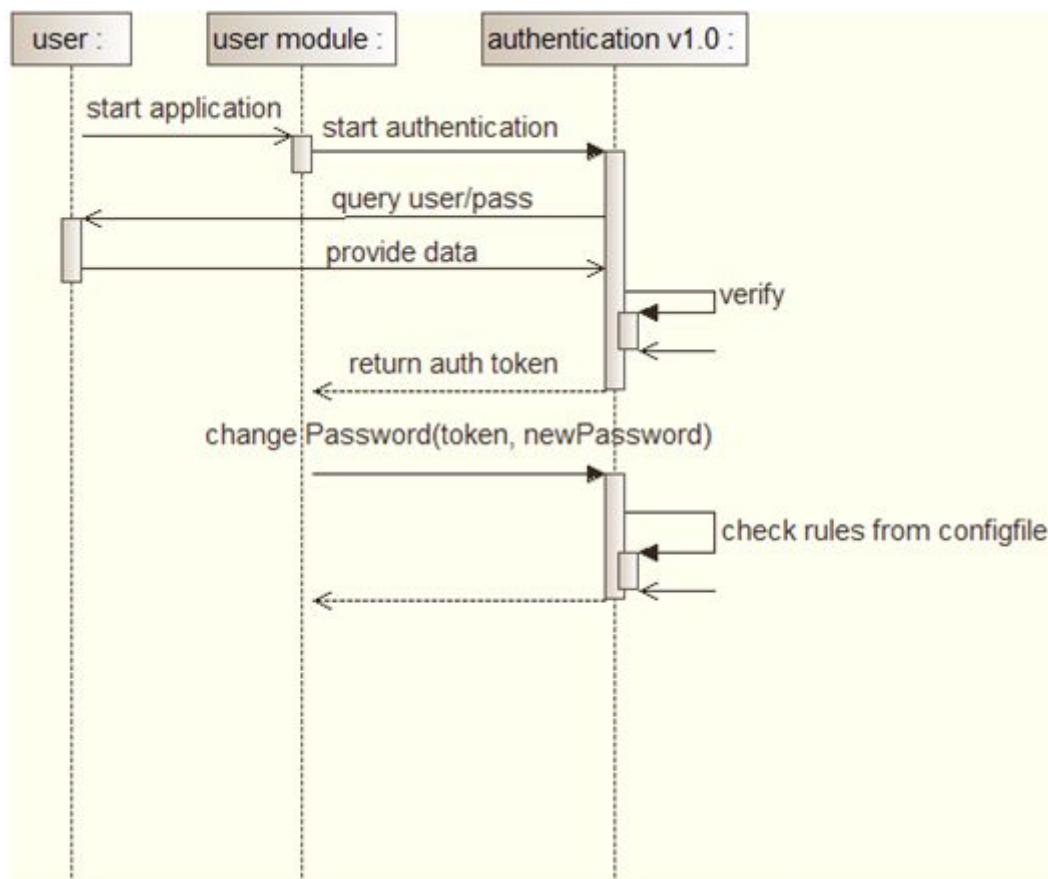 user :
user module :
authentication v1.0 :
start application
start authentication
query user/pass
provide data
verify
return auth token
change Password(token, newPassword)
check rules from configfile